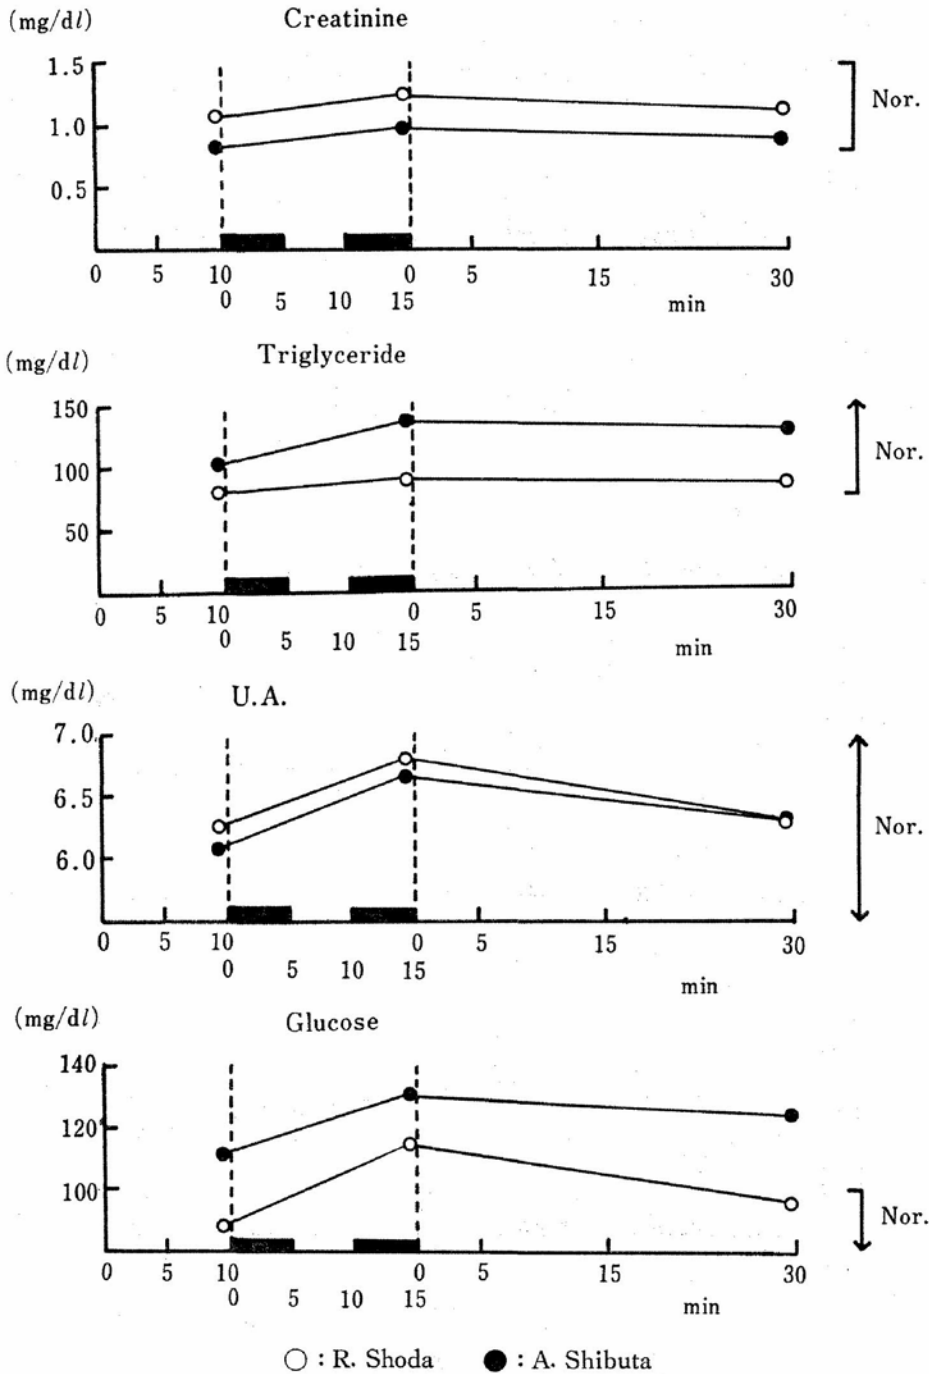 (mg/dl) Creatinine
1.5
Nor.
1.0
0.5
0 5 10 0 5 15 30
0 5 10 15 min
(mg/dl) Triglyceride
150
Nor.
100
50
0 5 10 0 5 15 30
0 5 10 15 min
(mg/dl) U.A.
7.0
6.5
Nor.
6.0
0 5 10 0 5 15 30
0 5 10 15 min
(mg/dl) Glucose
140
120
100
Nor.
0 5 10 0 5 15 30
0 5 10 15 min
○ : R. Shoda ● : A. Shibuta